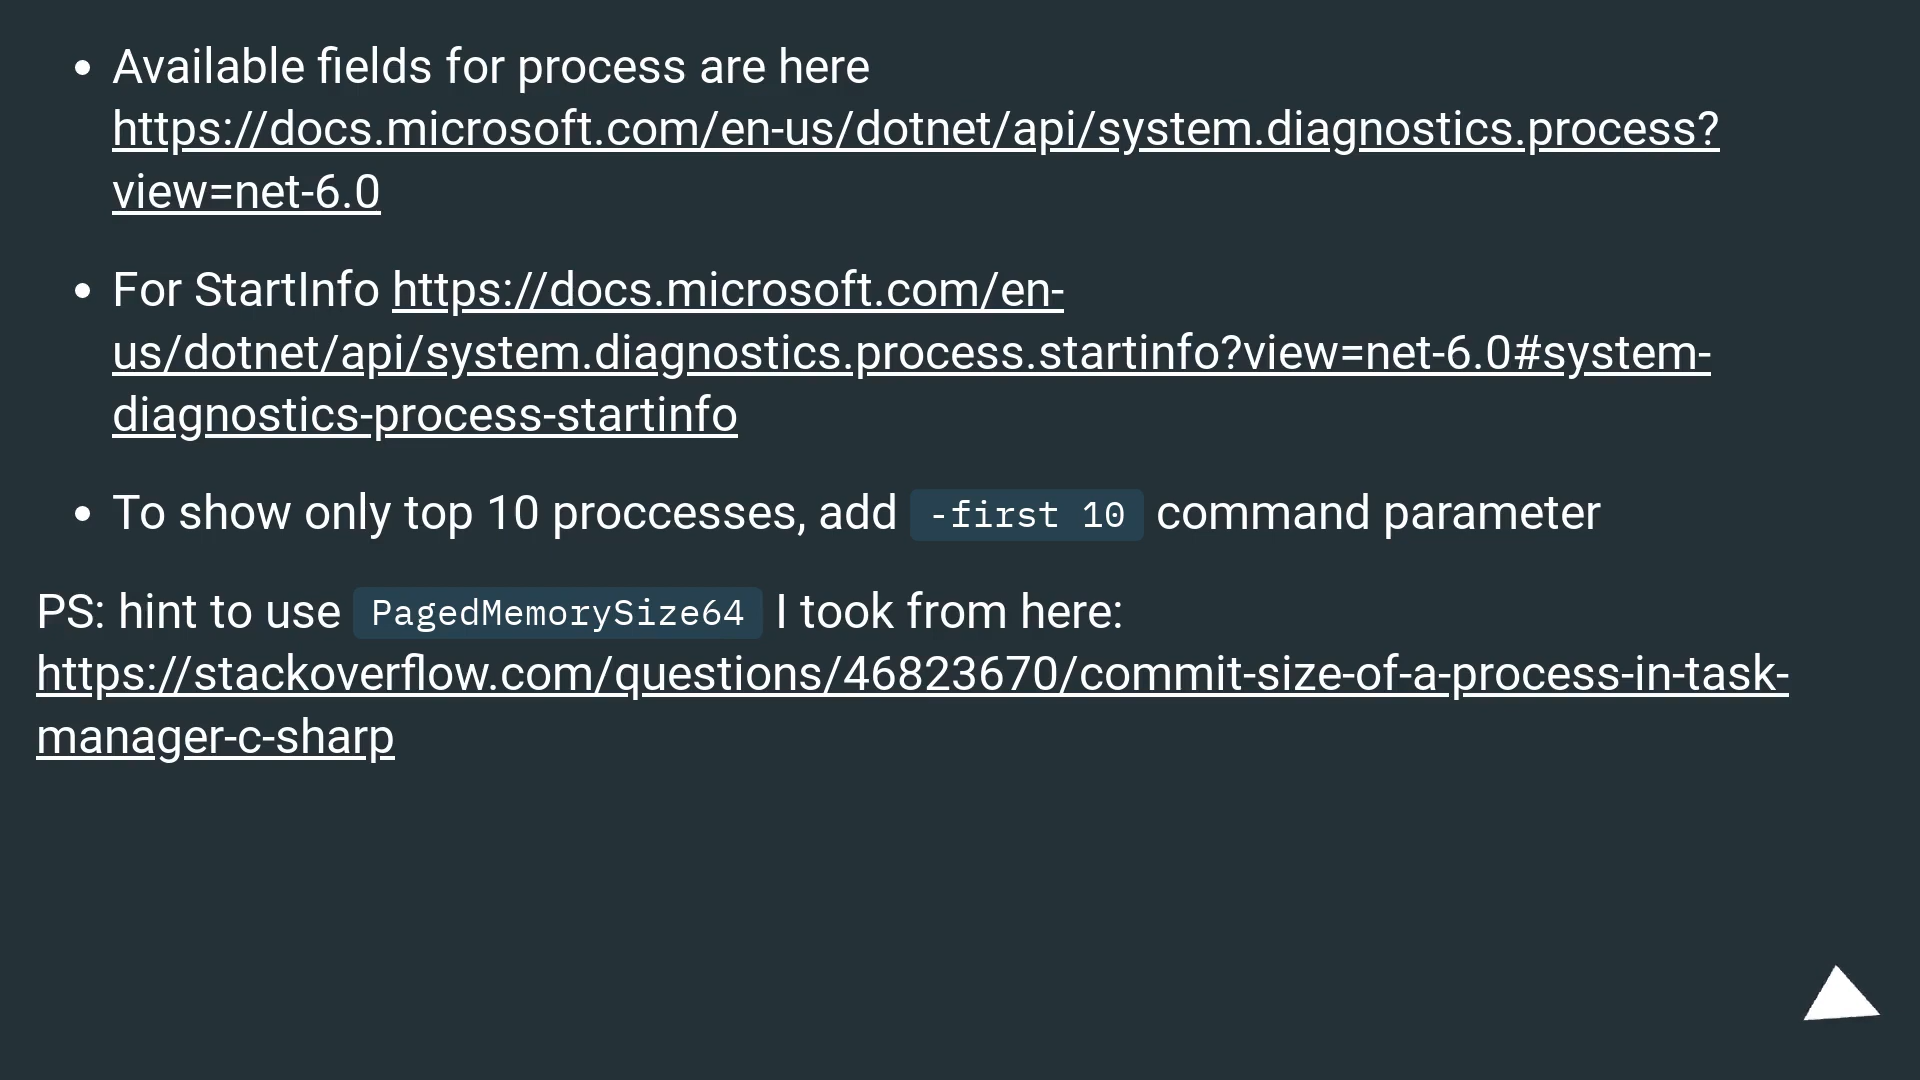 Available fields for process are here
https://docs.microsoft.com/en-us/dotnet/api/system.diagnostics.process?
view=net-6.0
For StartInfo https://docs.microsoft.com/en-
us/dotnet/api/system.diagnostics.process.startinfo?view=net-6.0#system-
diagnostics-process-startinfo
To show only top 10 proccesses, add -first 10 command parameter
PS: hint to use PagedMemorySize64 I took from here:
https://stackoverflow.com/questions/46823670/commit-size-of-a-process-in-task-
manager-c-sharp